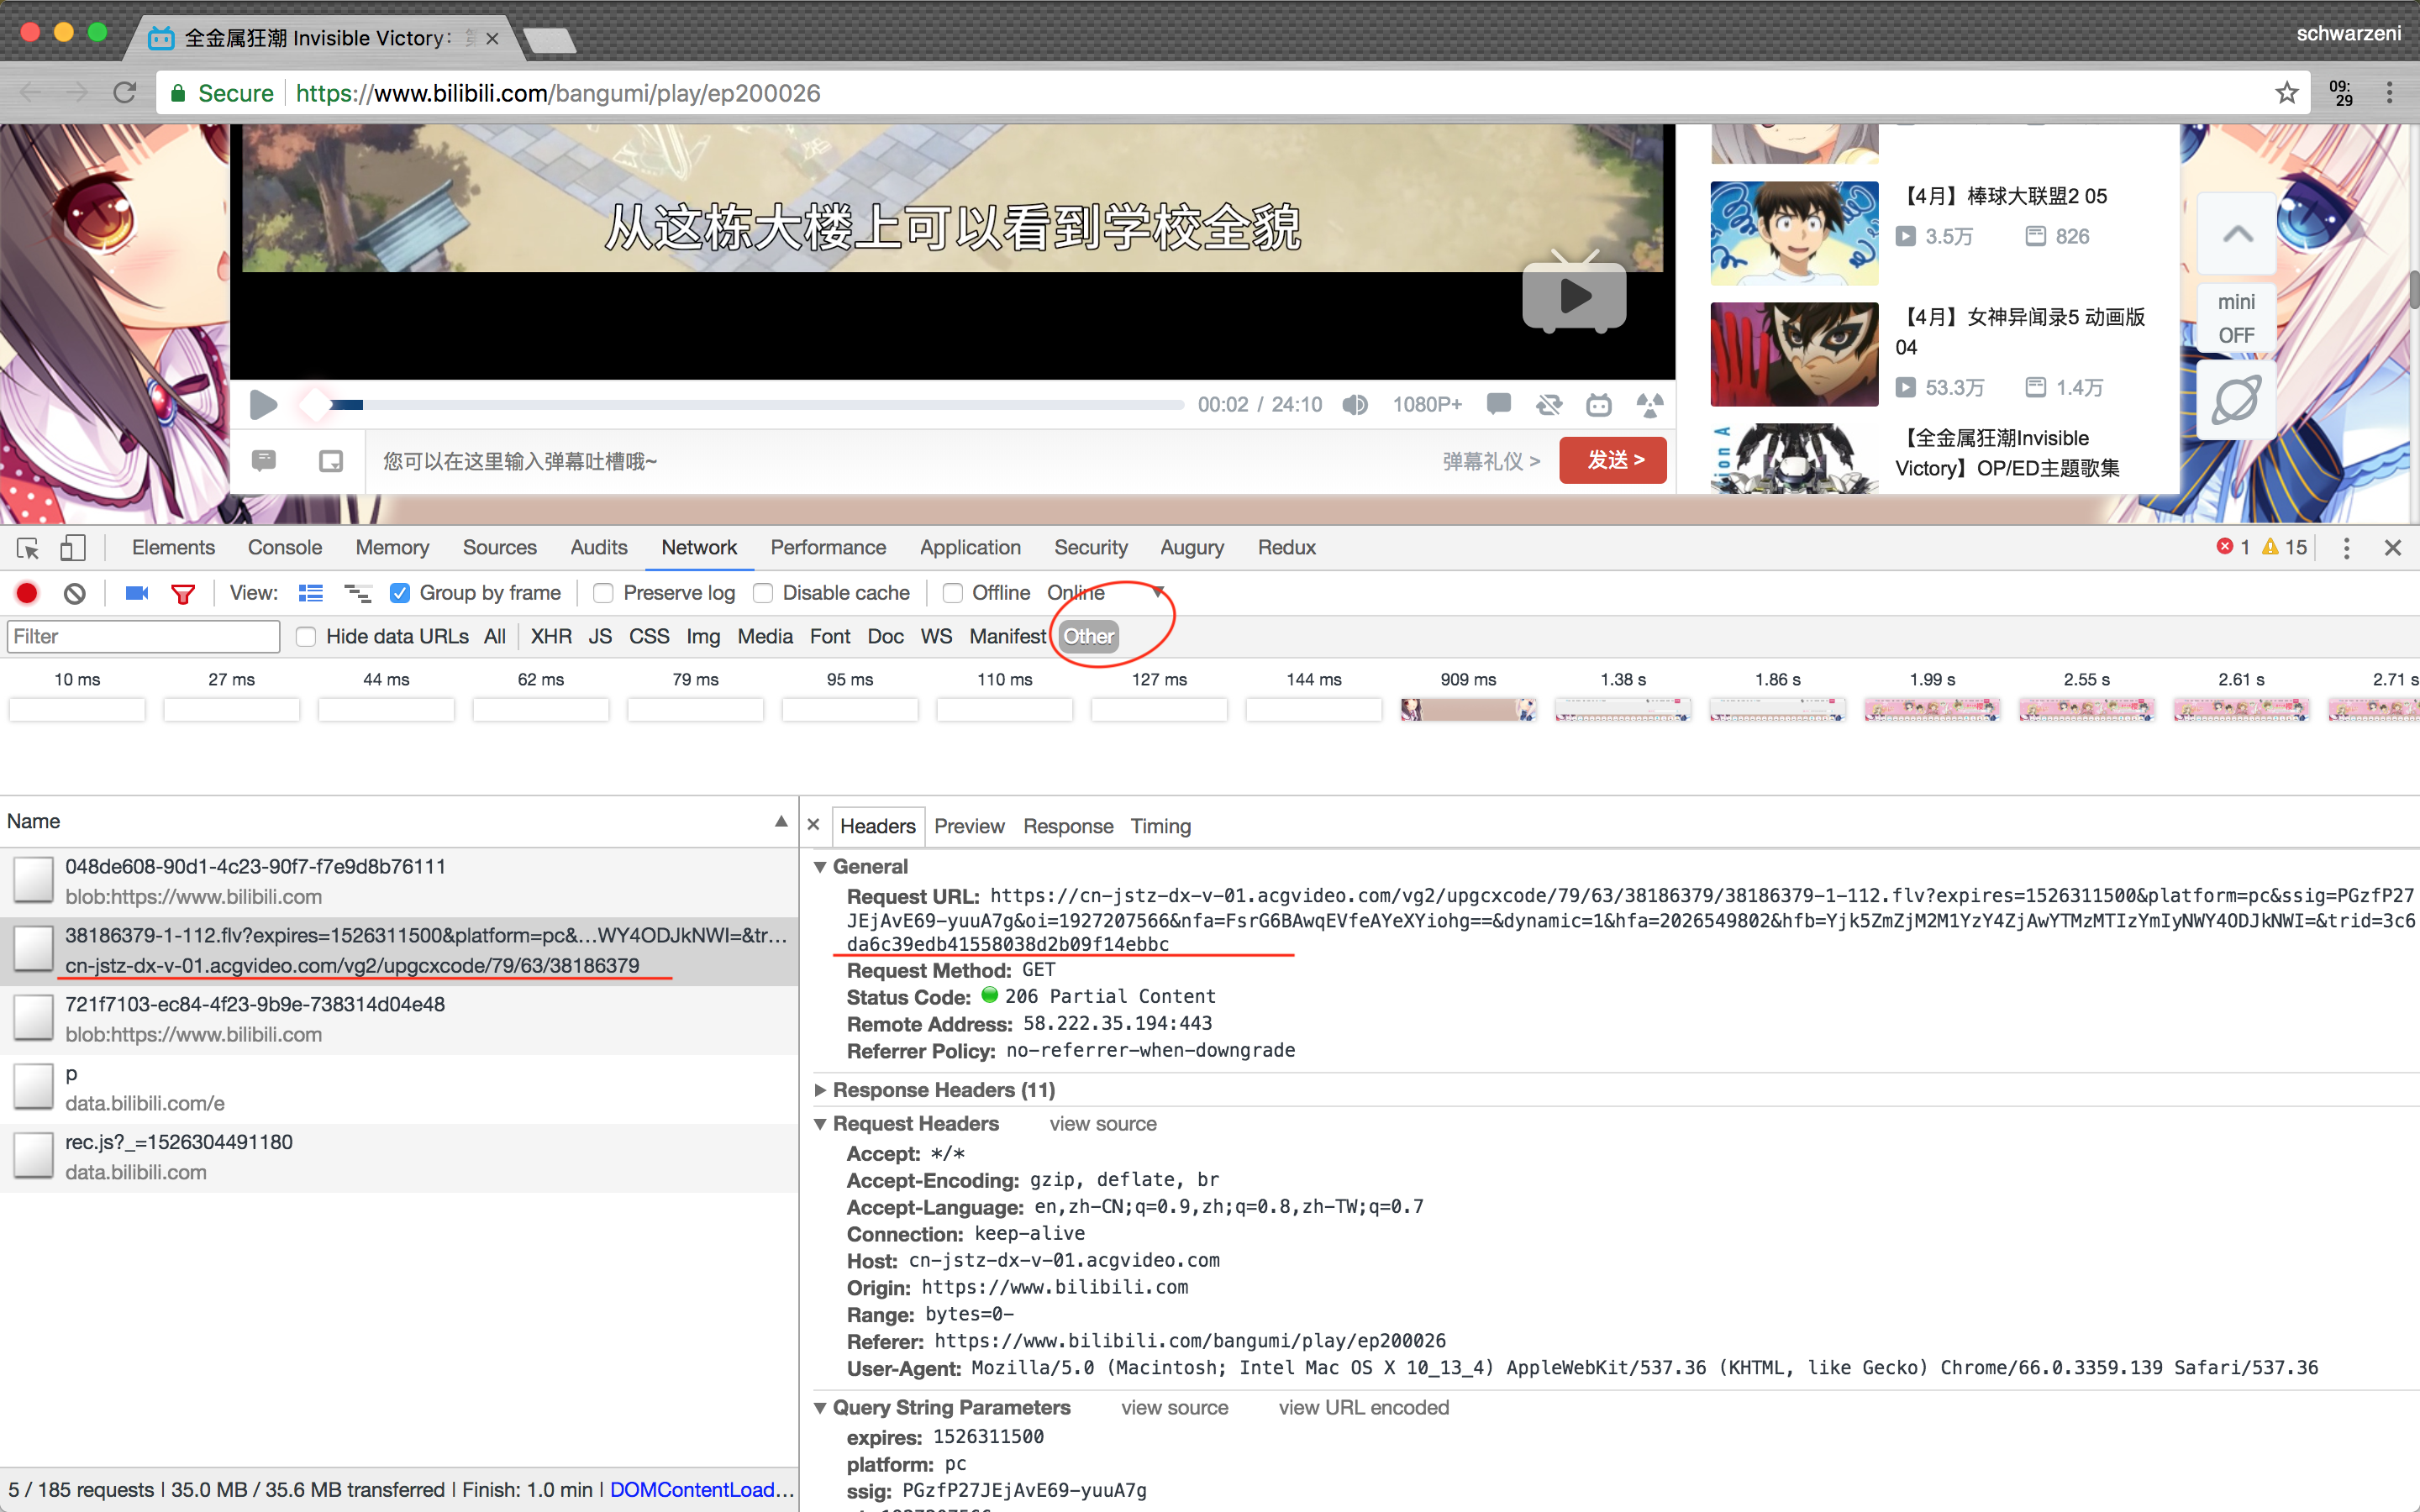 全金属狂潮 Invisible Victory：
schwarzeni
Secure https://www.bilibili.com/bangumi/play/ep200026
09:
29
从这栋大楼上可以看到学校全貌
【4月】棒球大联盟2 05
3.5万 826
【4月】女神异闻录5 动画版
04
53.3万 1.4万
【全金属狂潮Invisible
Victory】OP/ED主题歌集
mini
OFF
00:02 / 24:10 1080P+
您可以在这里输入弹幕吐槽哦~ 弹幕礼仪 > 发送 >
Elements Console Memory Sources Audits Network Performance Application Security Augury Redux 1 15
View: Group by frame Preserve log Disable cache Offline Online
Filter Hide data URLs All XHR JS CSS Img Media Font Doc WS Manifest Other
10 ms 27 ms 44 ms 62 ms 79 ms 95 ms 110 ms 127 ms 144 ms 909 ms 1.38 s 1.86 s 1.99 s 2.55 s 2.61 s 2.71 s
Name
048de608-90d1-4c23-90f7-f7e9d8b76111
blob:https://www.bilibili.com
38186379-1-112.flv?expires=1526311500&platform=pc&...WY4ODJkNWI=&tr...
cn-jstz-dx-v-01.acgvideo.com/vg2/upgcxcode/79/63/38186379
721f7103-ec84-4f23-9b9e-738314d04e48
blob:https://www.bilibili.com
p
data.bilibili.com/e
rec.js?_=1526304491180
data.bilibili.com
5 / 185 requests | 35.0 MB / 35.6 MB transferred | Finish: 1.0 min | DOMContentLoad...
Headers Preview Response Timing
General
Request URL: https://cn-jstz-dx-v-01.acgvideo.com/vg2/upgcxcode/79/63/38186379/38186379-1-112.flv?expires=1526311500&platform=pc&ssig=PGzfP27
JEjAvE69-yuuA7g&oi=1927207566&nfa=FsrG6BAwqEVfeAYeXYiohg==&dynamic=1&hfa=2026549802&hfb=Yjk5ZmZjM2M1YzY4ZjAwYTMzMTIzYmIyNWY4ODJkNWI=&trid=3c6
da6c39edb41558038d2b09f14ebbc
Request Method: GET
Status Code: 206 Partial Content
Remote Address: 58.222.35.194:443
Referrer Policy: no-referrer-when-downgrade
Response Headers (11)
Request Headers view source
Accept: */*
Accept-Encoding: gzip, deflate, br
Accept-Language: en,zh-CN;q=0.9,zh;q=0.8,zh-TW;q=0.7
Connection: keep-alive
Host: cn-jstz-dx-v-01.acgvideo.com
Origin: https://www.bilibili.com
Range: bytes=0-
Referer: https://www.bilibili.com/bangumi/play/ep200026
User-Agent: Mozilla/5.0 (Macintosh; Intel Mac OS X 10_13_4) AppleWebKit/537.36 (KHTML, like Gecko) Chrome/66.0.3359.139 Safari/537.36
Query String Parameters view source view URL encoded
expires: 1526311500
platform: pc
ssig: PGzfP27JEjAvE69-yuuA7g